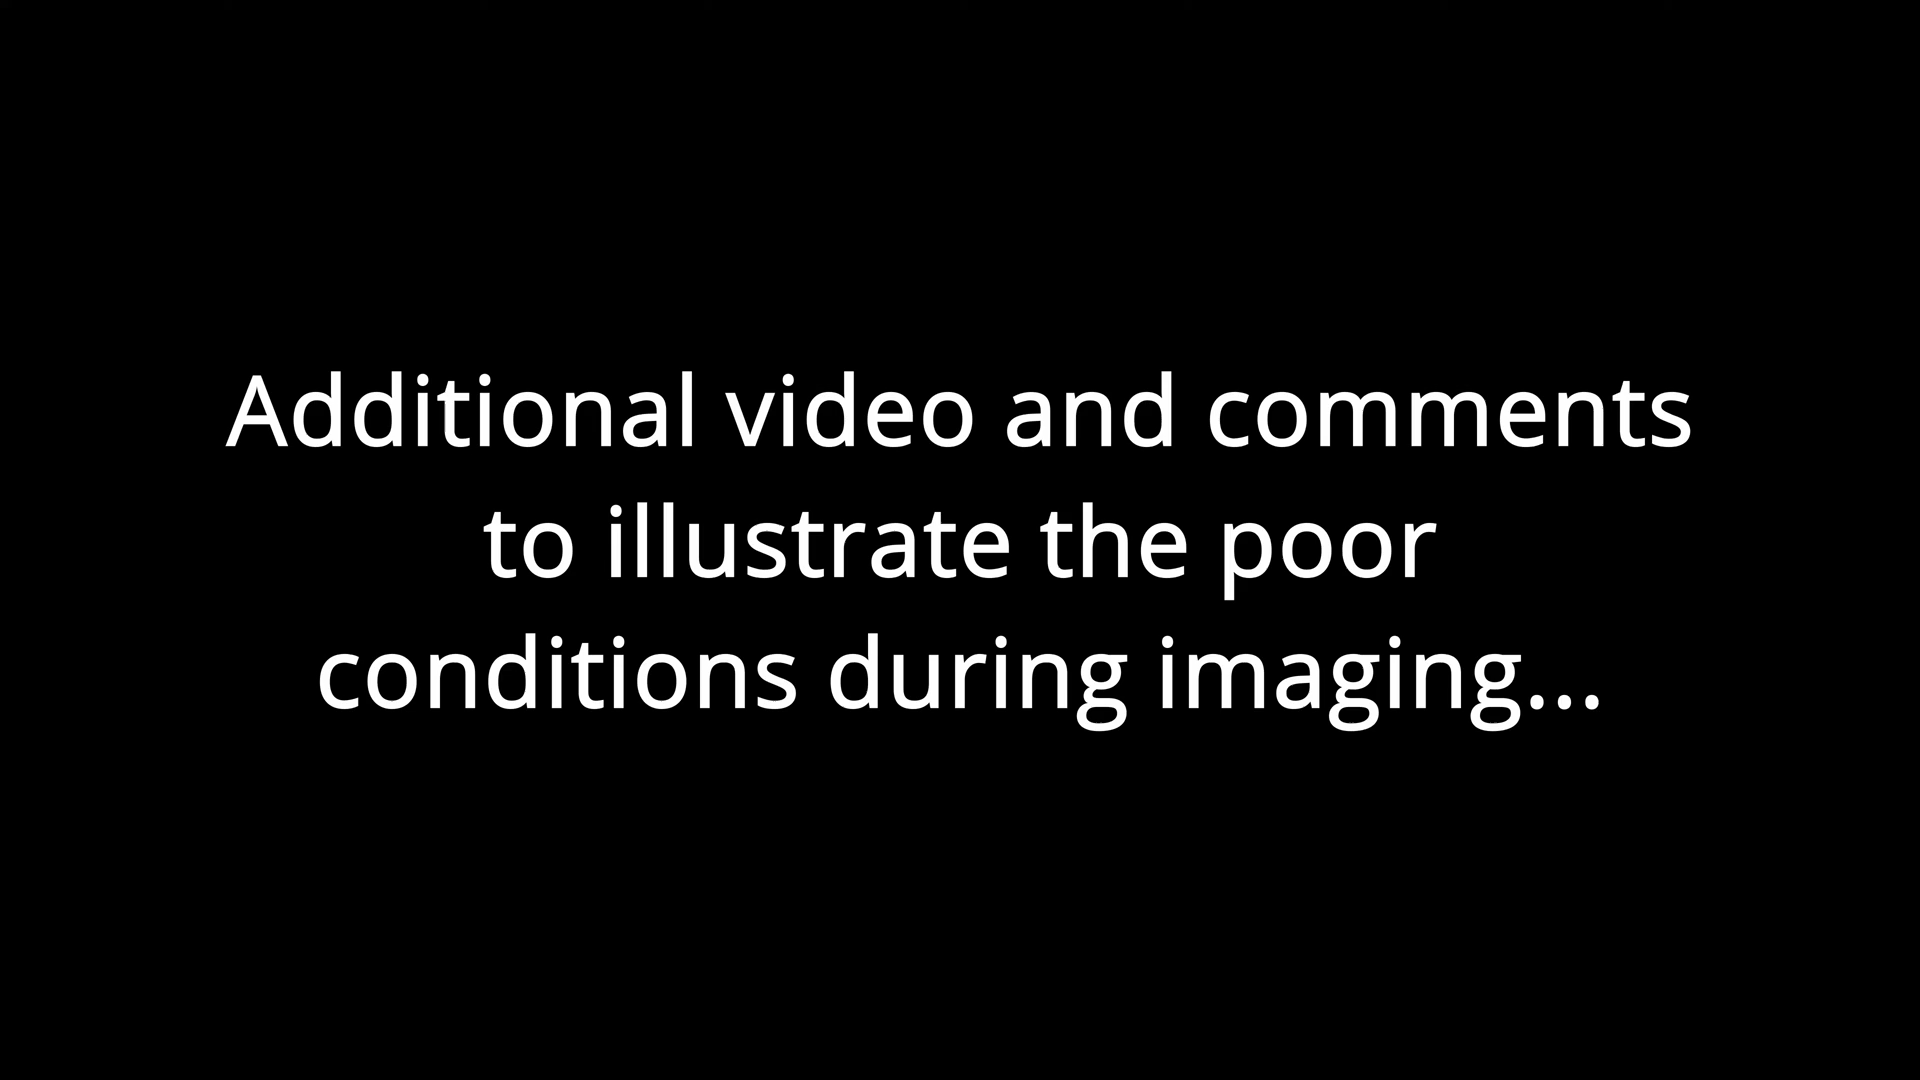 Additional video and comments
to illustrate the poor
conditions during imaging...